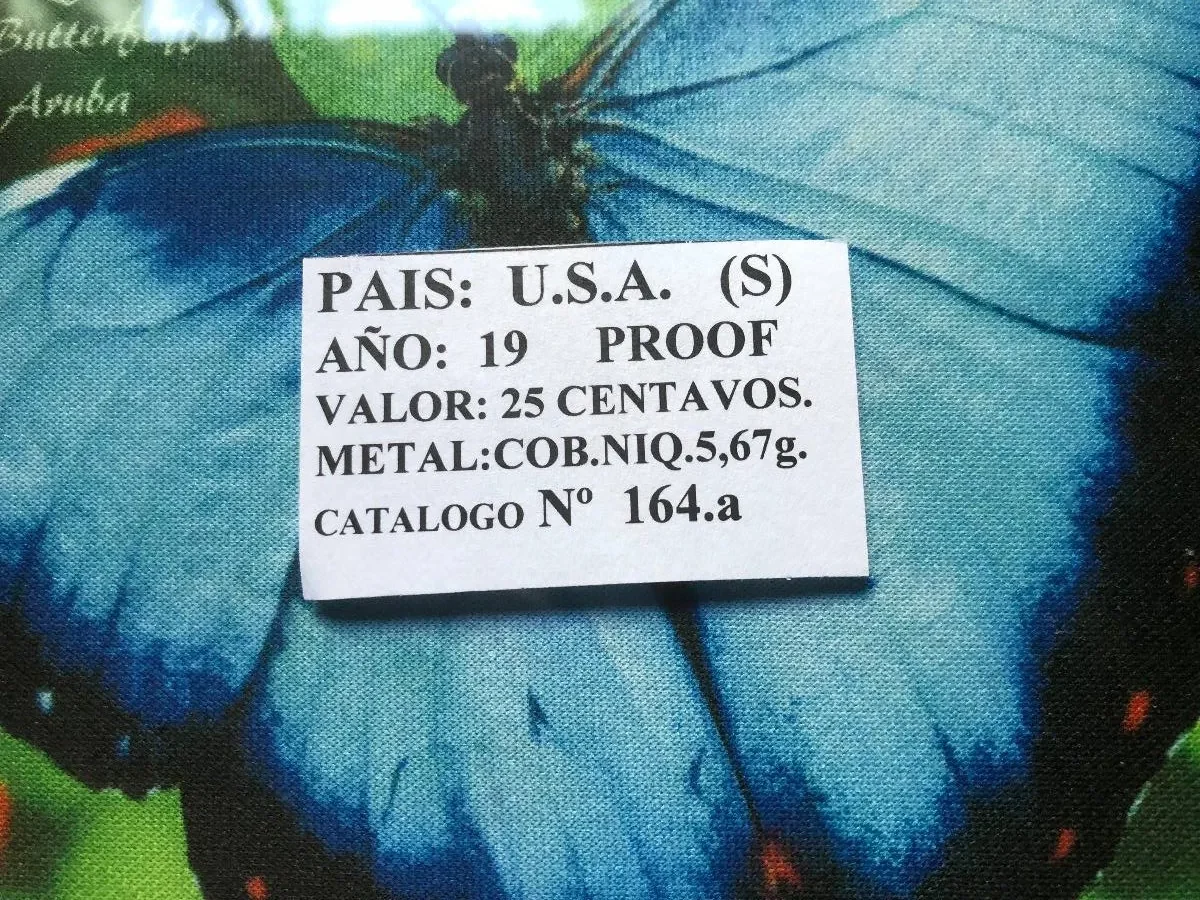 Aruba
PAIS: U.S.A. (S)
AÑO: 19 PROOF
VALOR: 25 CENTAVOS.
METAL:COB.NIQ.5,67g.
CATALOGO Nº 164.a